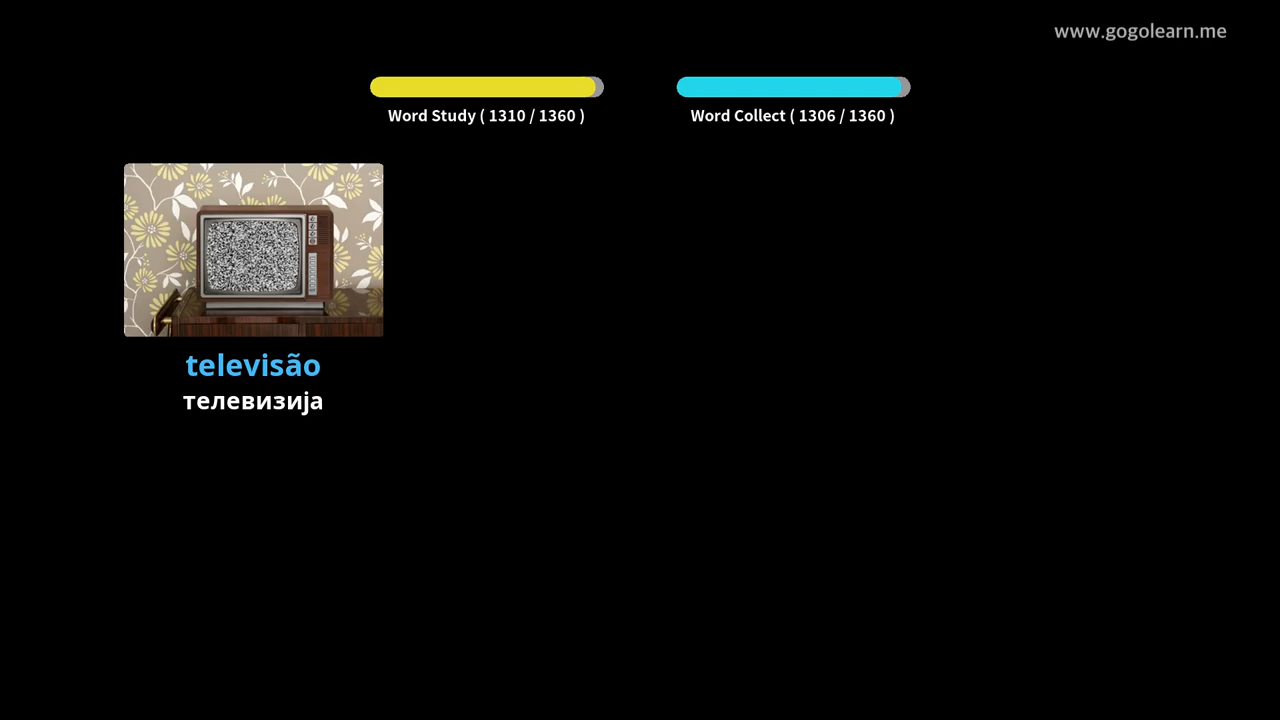 www.gogolearn.me
Word Study ( 1310 / 1360 )
Word Collect ( 1306 / 1360 )
televisão
телевизија